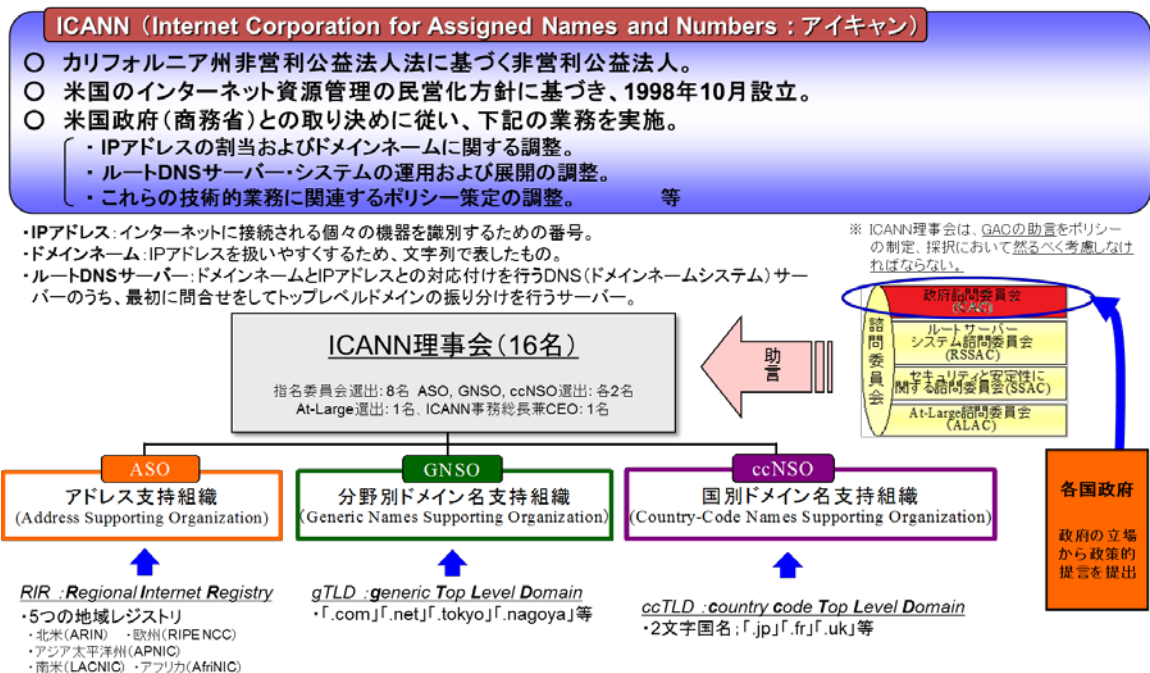 ICANN (Internet Corporation for Assigned Names and Numbers : アイキャン)
○ カリフォルニア州非営利公益法人法に基づく非営利公益法人。
○ 米国のインターネット資源管理の民営化方針に基づき、1998年10月設立。
○ 米国政府(商務省)との取り決めに従い、下記の業務を実施。
・IPアドレスの割当およびドメインネームに関する調整。
・ルートDNSサーバー・システムの運用および展開の調整。
・これらの技術的業務に関連するポリシー策定の調整。 等
・IPアドレス:インターネットに接続される個々の機器を識別するための番号。
・ドメインネーム:IPアドレスを扱いやすくするため、文字列で表したもの。
・ルートDNSサーバー:ドメインネームとIPアドレスとの対応付けを行うDNS(ドメインネームシステム)サー
バーのうち、最初に問合せをしてトップレベルドメインの振り分けを行うサーバー。
※ ICANN理事会は、GACの助言をポリシー
の制定、採択において然るべく考慮しなけ
ればならない。
諮問委員会
政府諮問委員会
(GAC)
ルートサーバー
システム諮問委員会
(RSSAC)
セキュリティと安定性に
関する諮問委員会(SSAC)
At-Large諮問委員会
(ALAC)
助言
ICANN理事会(16名)
指名委員会選出:8名 ASO, GNSO, ccNSO選出:各2名
At-Large選出:1名、ICANN事務総長兼CEO:1名
ASO
アドレス支持組織
(Address Supporting Organization)
GNSO
分野別ドメイン名支持組織
(Generic Names Supporting Organization)
ccNSO
国別ドメイン名支持組織
(Country-Code Names Supporting Organization)
各国政府
政府の立場
から政策的
提言を提出
RIR :Regional Internet Registry
・5つの地域レジストリ
・北米(ARIN) ・欧州(RIPE NCC)
・アジア太平洋州(APNIC)
・南米(LACNIC) ・アフリカ(AfriNIC)
gTLD :generic Top Level Domain
・「.com」「.net」「.tokyo」「.nagoya」等
ccTLD :country code Top Level Domain
・2文字国名;「.jp」「.fr」「.uk」等